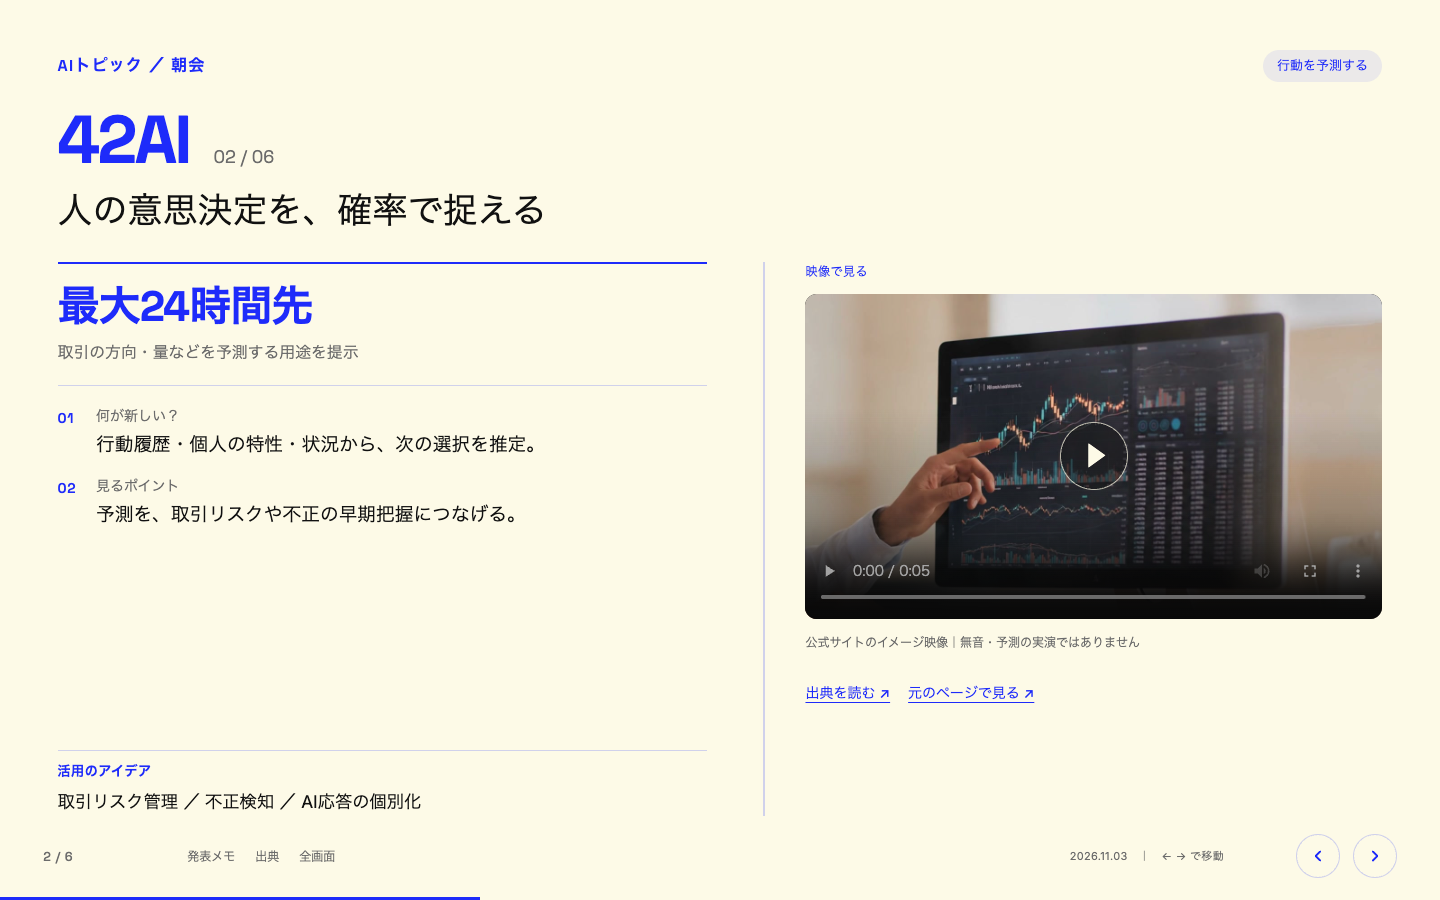 AIトピック ／ 朝会
行動を予測する
42AI 02 / 06
人の意思決定を、確率で捉える
最大24時間先
取引の方向・量などを予測する用途を提示
01 何が新しい？
行動履歴・個人の特性・状況から、次の選択を推定。
02 見るポイント
予測を、取引リスクや不正の早期把握につなげる。
活用のアイデア
取引リスク管理 ／ 不正検知 ／ AI応答の個別化
映像で見る
0:00 / 0:05
公式サイトのイメージ映像｜無音・予測の実演ではありません
出典を読む ↗ 元のページで見る ↗
2 / 6 発表メモ 出典 全画面 2026.11.03 | ← → で移動